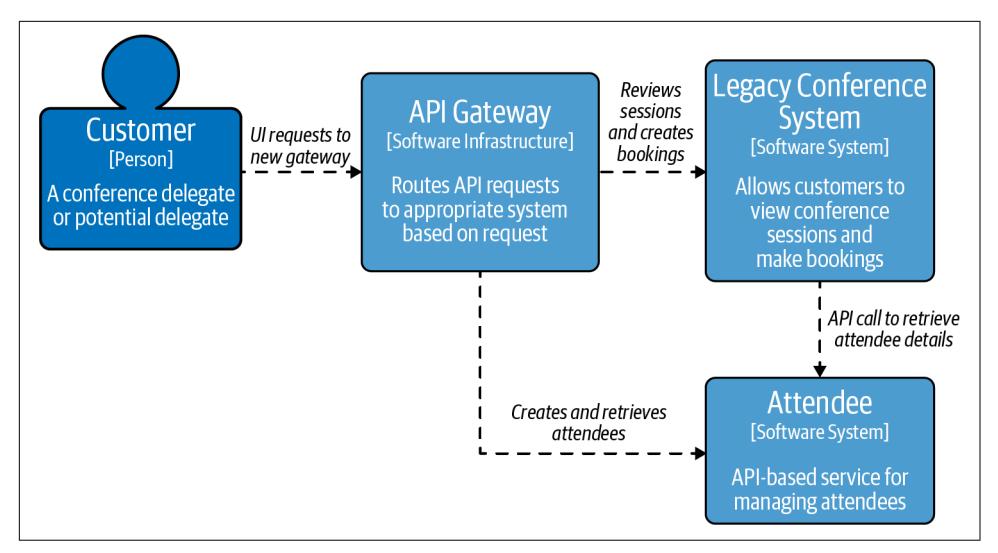 Customer
[Person]
A conference delegate
or potential delegate
UI requests to
new gateway
API Gateway
[Software Infrastructure]
Routes API requests
to appropriate system
based on request
Reviews
sessions
and creates
bookings
Legacy Conference
System
[Software System]
Allows customers to
view conference
sessions and
make bookings
API call to retrieve
attendee details
Creates and retrieves
attendees
Attendee
[Software System]
API-based service for
managing attendees